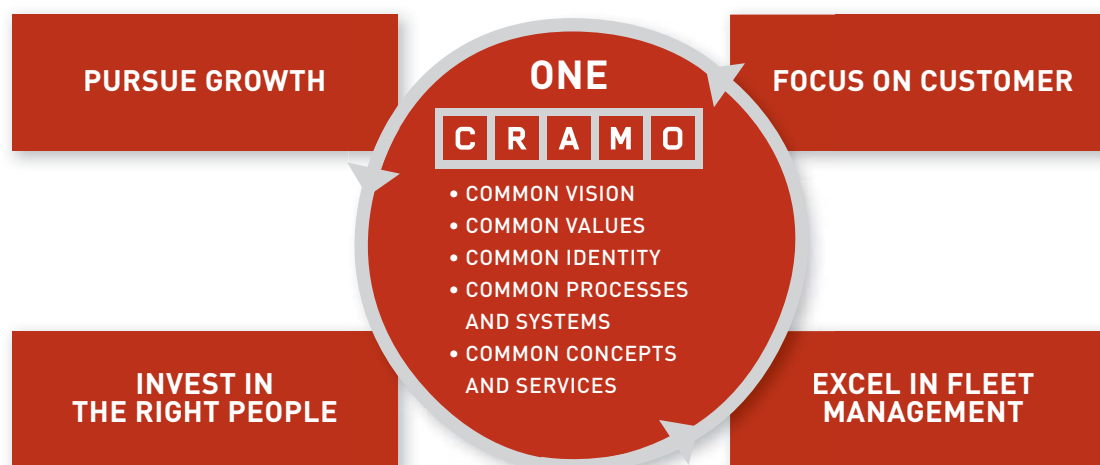 PURSUE GROWTH
ONE
CRAMO
• COMMON VISION
• COMMON VALUES
• COMMON IDENTITY
• COMMON PROCESSES
AND SYSTEMS
• COMMON CONCEPTS
AND SERVICES
FOCUS ON CUSTOMER
INVEST IN
THE RIGHT PEOPLE
EXCEL IN FLEET
MANAGEMENT